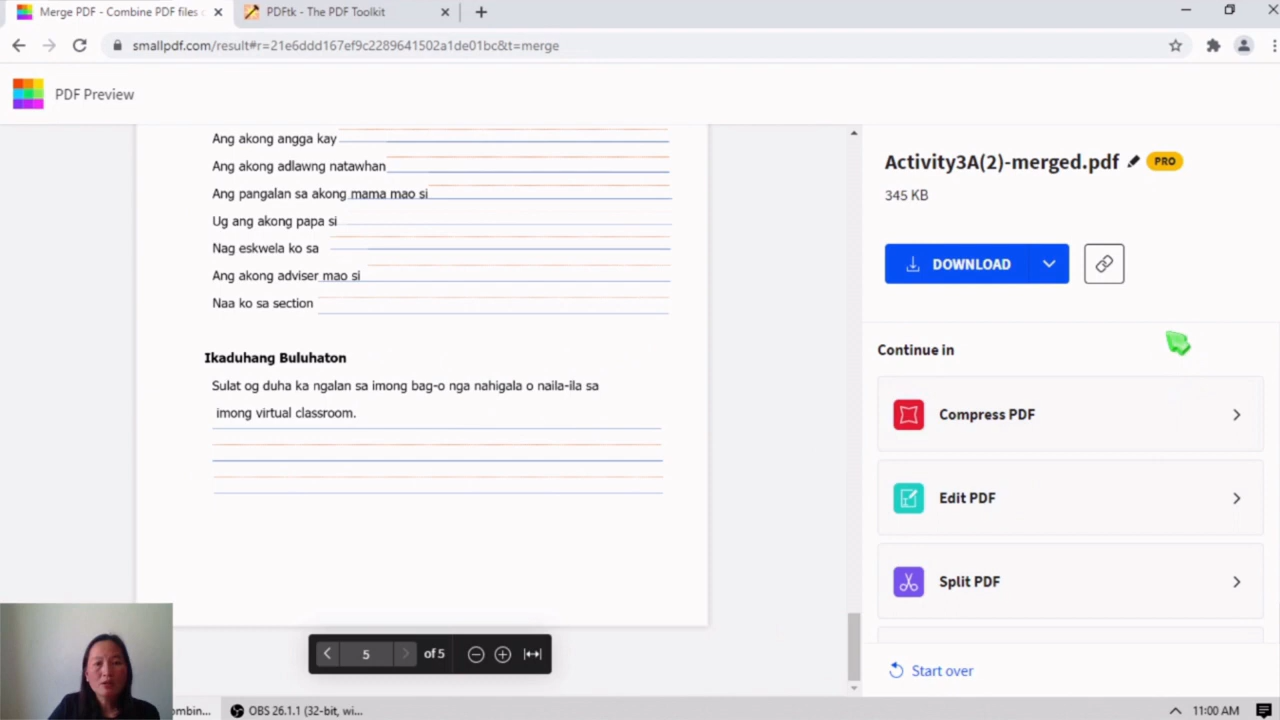 Merge PDF - Combine PDF files
PDFtk - The PDF Toolkit
smallpdf.com/result#r=21e6ddd167ef9c2289641502a1de01bc&t=merge
PDF Preview
Ang akong angga kay
Ang akong adlawng natawhan
Ang pangalan sa akong mama mao si
Ug ang akong papa si
Nag eskwela ko sa
Ang akong adviser mao si
Naa ko sa section
Ikaduhang Buluhaton
Sulat og duha ka ngalan sa imong bag-o nga nahigala o naila-ila sa
imong virtual classroom.
5 of 5
Activity3A(2)-merged.pdf PRO
345 KB
DOWNLOAD
Continue in
Compress PDF
Edit PDF
Split PDF
Start over
ombin...
OBS 26.1.1 (32-bit, wi...
11:00 AM